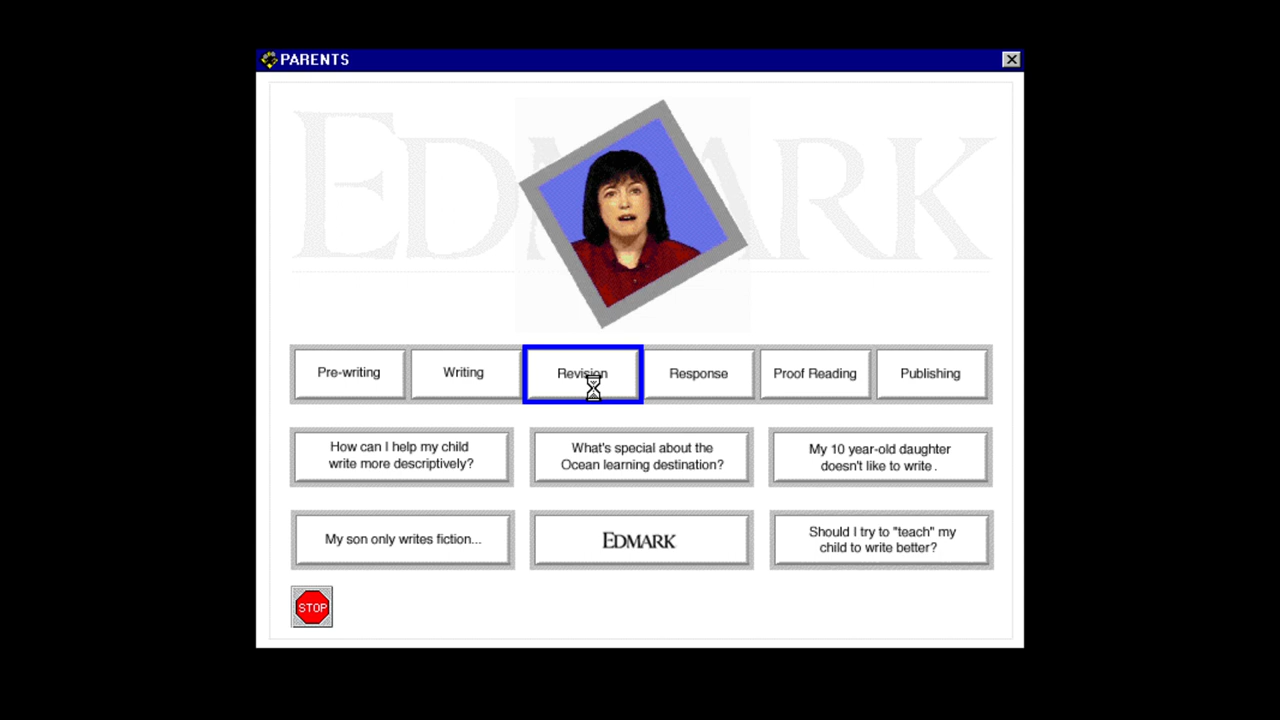 PARENTS
EDMARK
Pre-writing
Writing
Revision
Response
Proof Reading
Publishing
How can I help my child
write more descriptively?
What's special about the
Ocean learning destination?
My 10 year-old daughter
doesn't like to write.
My son only writes fiction...
EDMARK
Should I try to "teach" my
child to write better?
STOP